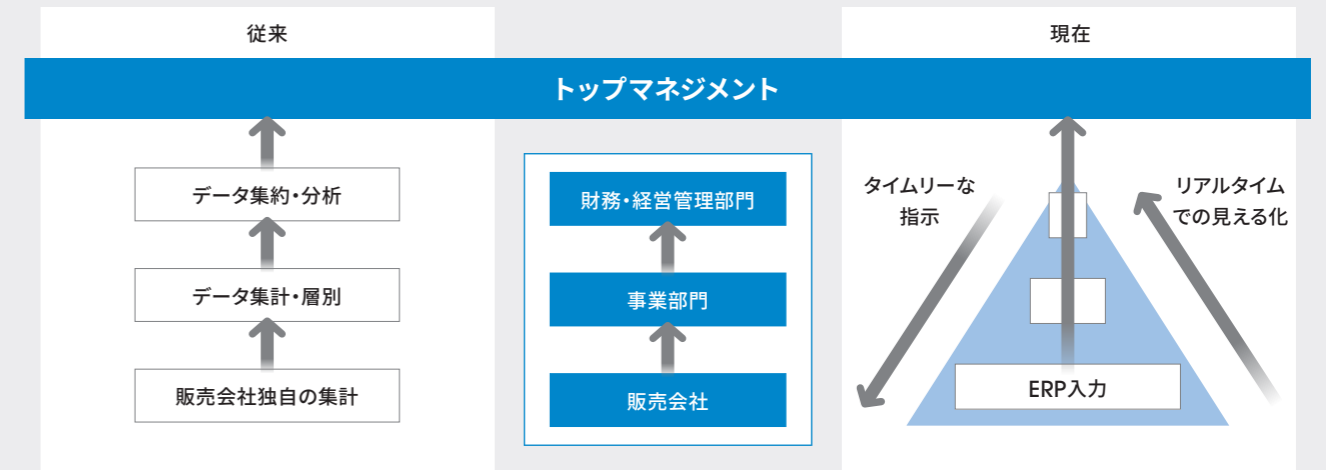 従来
現在
トップマネジメント
データ集約・分析
データ集計・層別
販売会社独自の集計
財務・経営管理部門
事業部門
販売会社
タイムリーな
指示
リアルタイム
での見える化
ERP入力